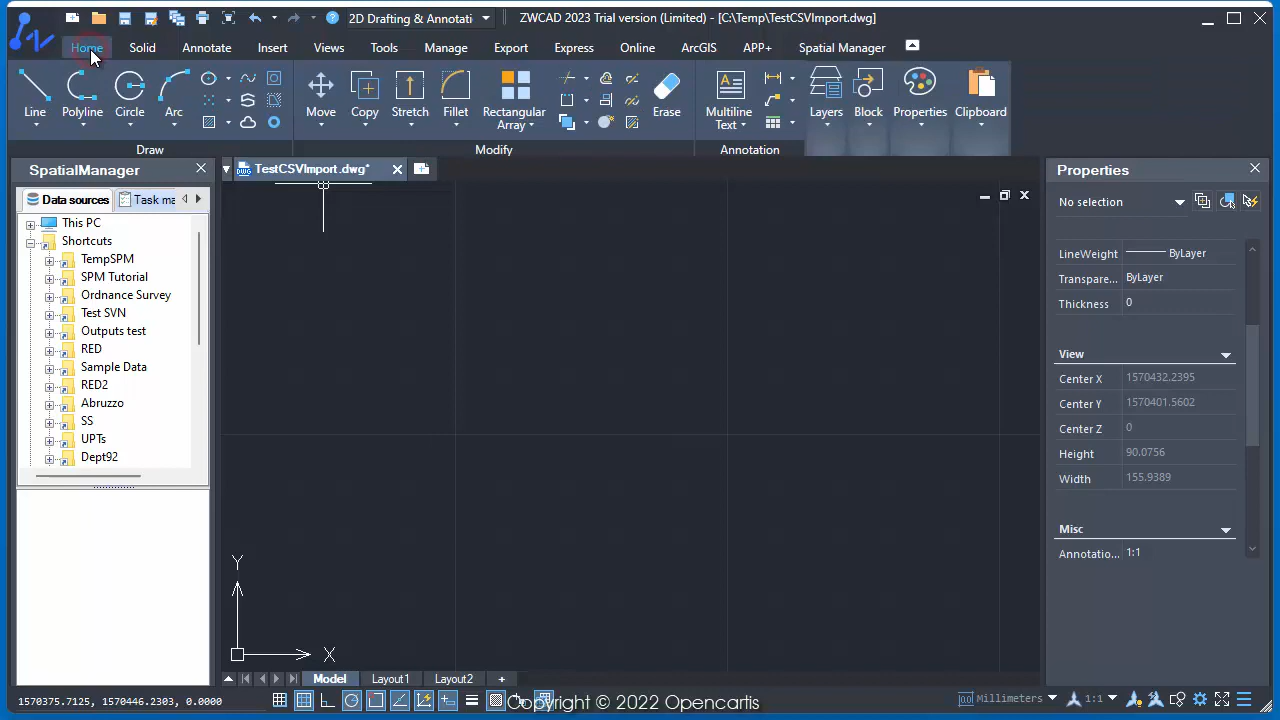 2D Drafting & Annotati
ZWCAD 2023 Trial version (Limited) - [C:\Temp\TestCSVImport.dwg]
Home Solid Annotate Insert Views Tools Manage Export Express Online ArcGIS APP+ Spatial Manager
Line Polyline Circle Arc Move Copy Stretch Fillet Rectangular Array Erase Multiline Text Layers Block Properties Clipboard
Draw Modify Annotation
SpatialManager
TestCSVImport.dwg*
Properties
Data sources
Task ma
No selection
This PC
Shortcuts
TempSPM
SPM Tutorial
Ordnance Survey
Test SVN
Outputs test
RED
Sample Data
RED2
Abruzzo
SS
UPTs
Dept92
LineWeight ByLayer
Transpare... ByLayer
Thickness 0
View
Center X 1570432.2395
Center Y 1570401.5602
Center Z 0
Height 90.0756
Width 155.9389
Misc
Annotatio... 1:1
Y
X
Model Layout1 Layout2 +
1570375.7125, 1570446.2303, 0.0000
Copyright © 2022 Opencartis
Millimeters
1:1